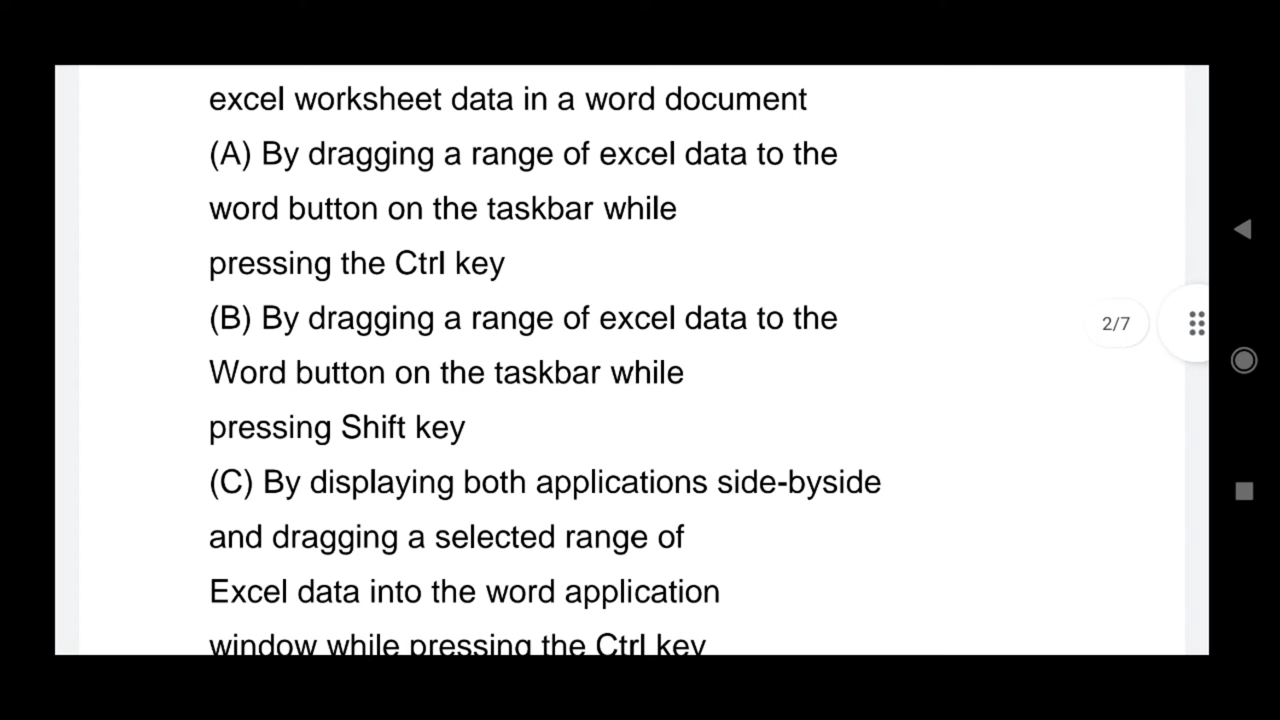 excel worksheet data in a word document
(A) By dragging a range of excel data to the
word button on the taskbar while
pressing the Ctrl key
(B) By dragging a range of excel data to the
Word button on the taskbar while
pressing Shift key
(C) By displaying both applications side-byside
and dragging a selected range of
Excel data into the word application
window while pressing the Ctrl key
2/7